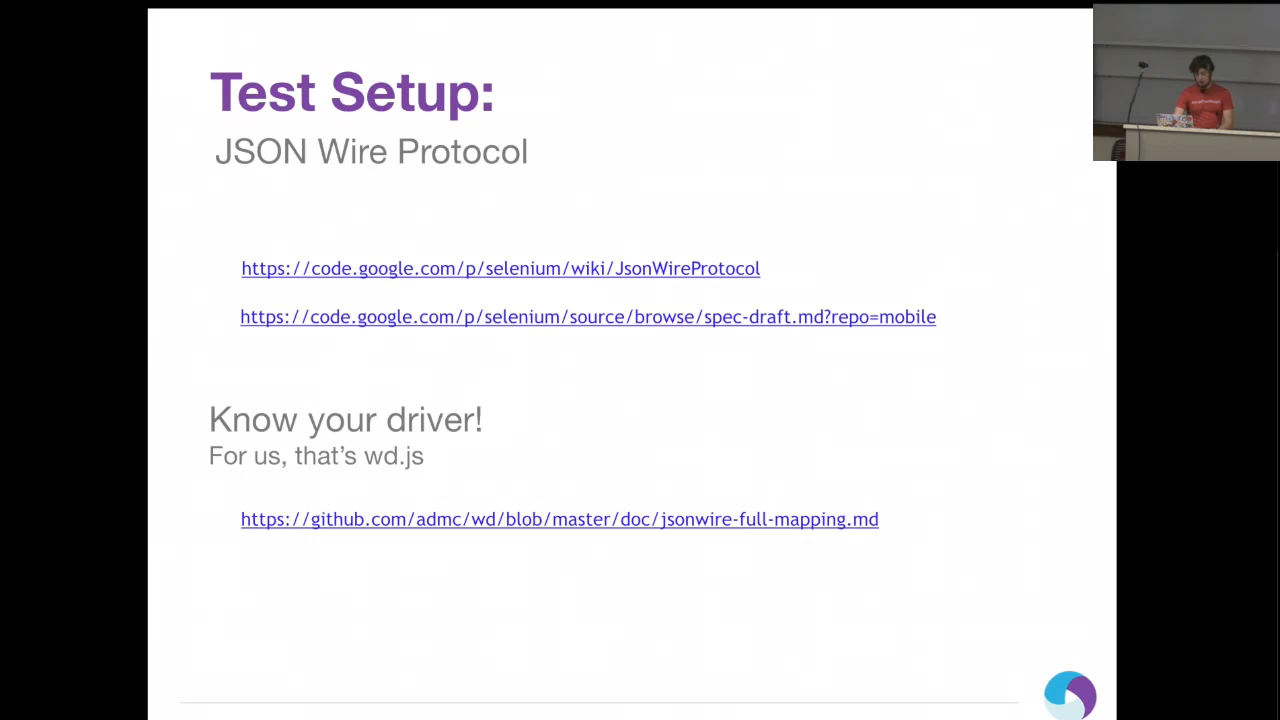 Test Setup:
JSON Wire Protocol
https://code.google.com/p/selenium/wiki/JsonWireProtocol
https://code.google.com/p/selenium/source/browse/spec-draft.md?repo=mobile
Know your driver!
For us, that's wd.js
https://github.com/admc/wd/blob/master/doc/jsonwire-full-mapping.md